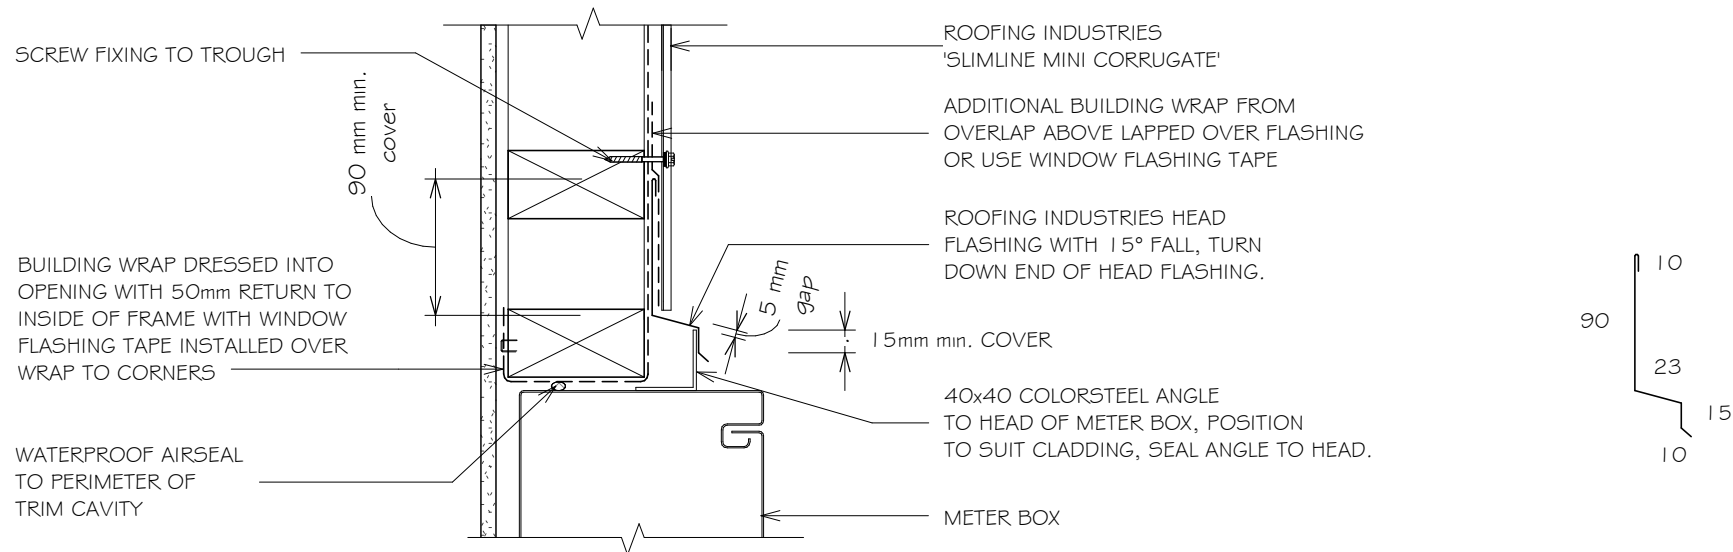 SCREW FIXING TO TROUGH
90 mm min.
cover
BUILDING WRAP DRESSED INTO
OPENING WITH 50mm RETURN TO
INSIDE OF FRAME WITH WINDOW
FLASHING TAPE INSTALLED OVER
WRAP TO CORNERS
WATERPROOF AIRSEAL
TO PERIMETER OF
TRIM CAVITY
ROOFING INDUSTRIES
'SLIMLINE MINI CORRUGATE'
ADDITIONAL BUILDING WRAP FROM
OVERLAP ABOVE LAPPED OVER FLASHING
OR USE WINDOW FLASHING TAPE
ROOFING INDUSTRIES HEAD
FLASHING WITH 15° FALL, TURN
DOWN END OF HEAD FLASHING.
5 mm
gap
15mm min. COVER
40x40 COLORSTEEL ANGLE
TO HEAD OF METER BOX, POSITION
TO SUIT CLADDING, SEAL ANGLE TO HEAD.
METER BOX
10
90
23
15
10